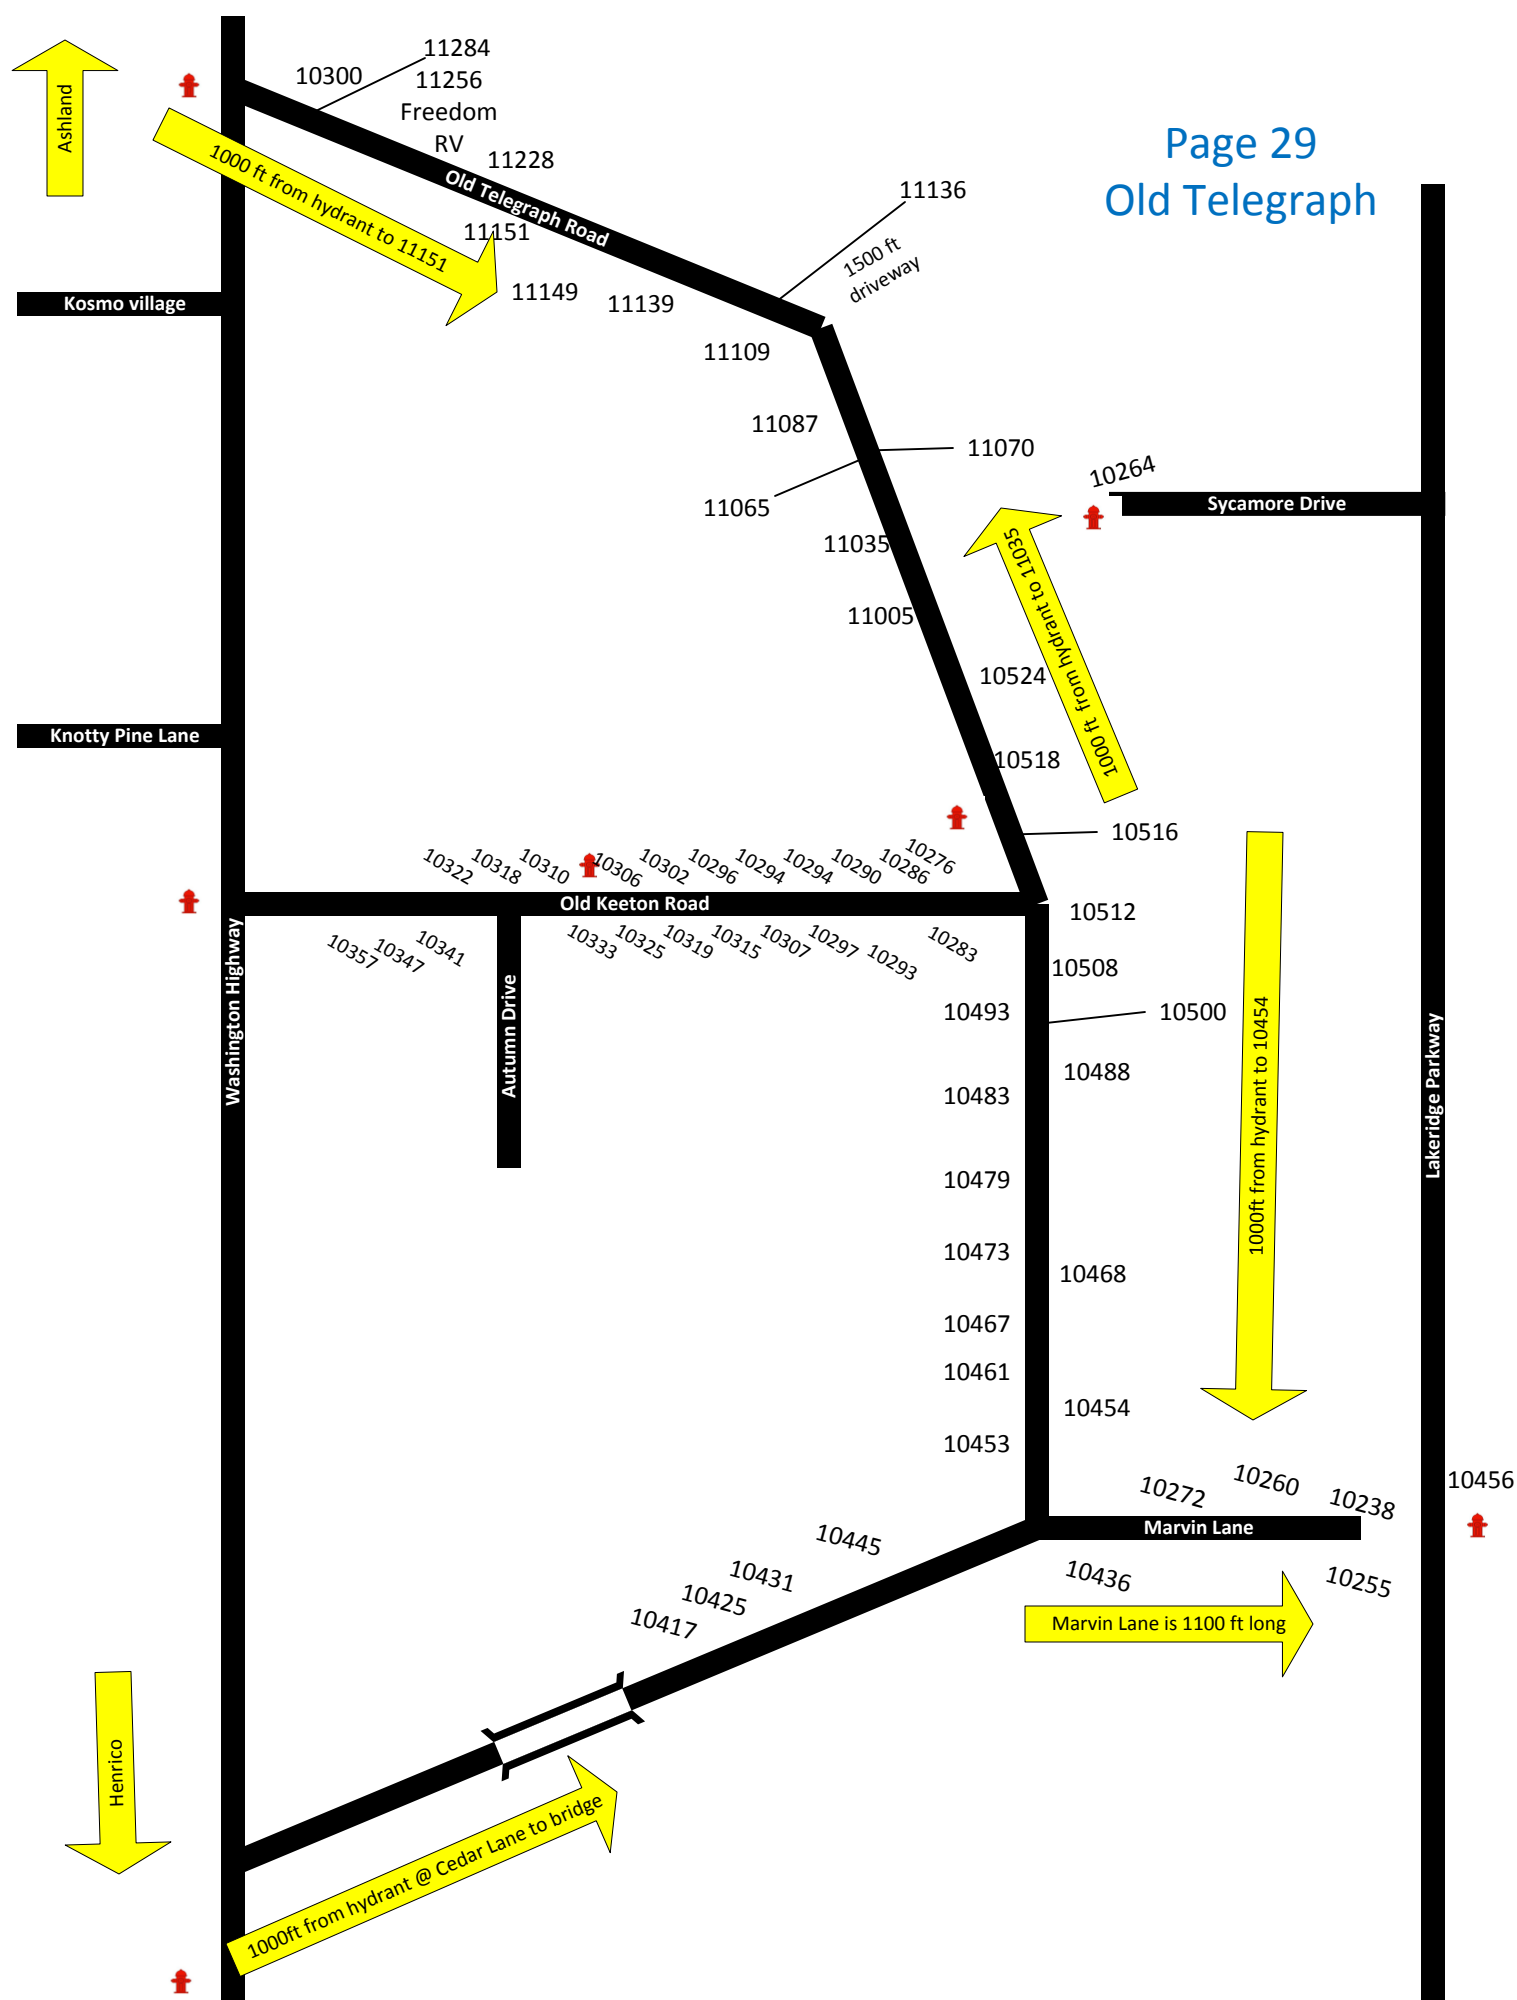 11284
10300
11256
Freedom
RV
Ashland
Page 29
Old Telegraph
11228
1000 ft from hydrant to 11151
Old Telegraph Road
11136
11151
1500 ft
driveway
11149
11139
Kosmo village
11109
11087
11070
10264
11065
Sycamore Drive
11035
1000 ft from hydrant to 11035
11005
10524
Knotty Pine Lane
10518
10516
10322
10318
10310
10306
10302
10296
10294
10294
10290
10286
10276
Old Keeton Road
10512
10357
10347
10341
10333
10325
10319
10315
10307
10297
10293
10283
Washington Highway
Autumn Drive
10508
10493
10500
10488
10483
1000ft from hydrant to 10454
Lakeridge Parkway
10479
10473
10468
10467
10461
10454
10453
10272
10260
10238
10456
Marvin Lane
10445
10431
10425
10417
10436
10255
Marvin Lane is 1100 ft long
Henrico
1000ft from hydrant @ Cedar Lane to bridge